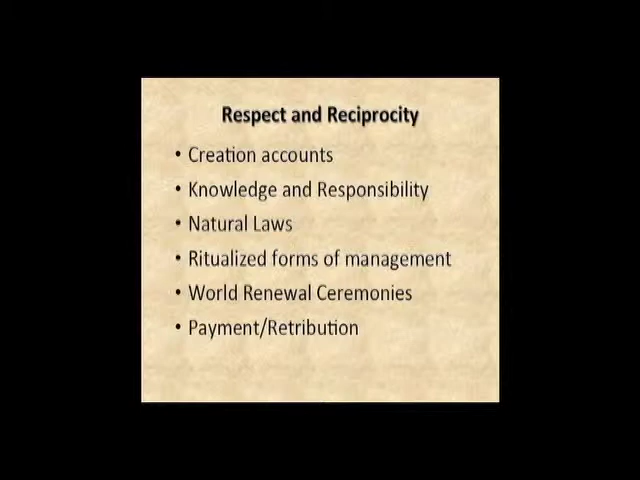 Respect and Reciprocity
• Creation accounts
• Knowledge and Responsibility
• Natural Laws
• Ritualized forms of management
• World Renewal Ceremonies
• Payment/Retribution